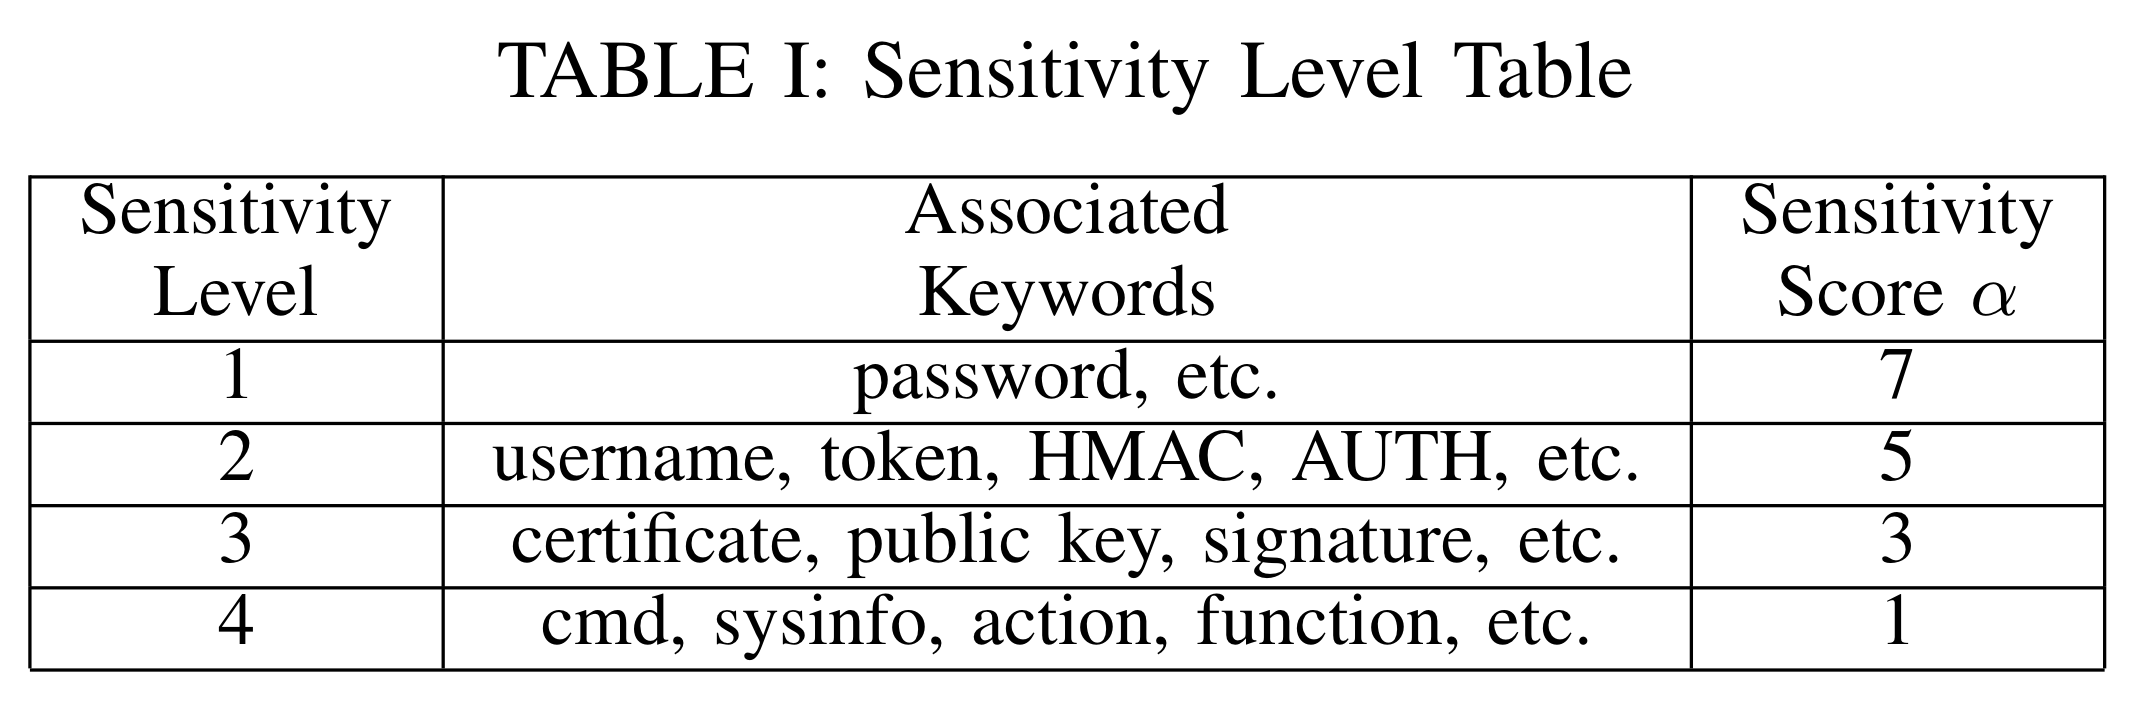 TABLE I: Sensitivity Level Table
Sensitivity Level | Associated Keywords | Sensitivity Score α
1 | password, etc. | 7
2 | username, token, HMAC, AUTH, etc. | 5
3 | certificate, public key, signature, etc. | 3
4 | cmd, sysinfo, action, function, etc. | 1